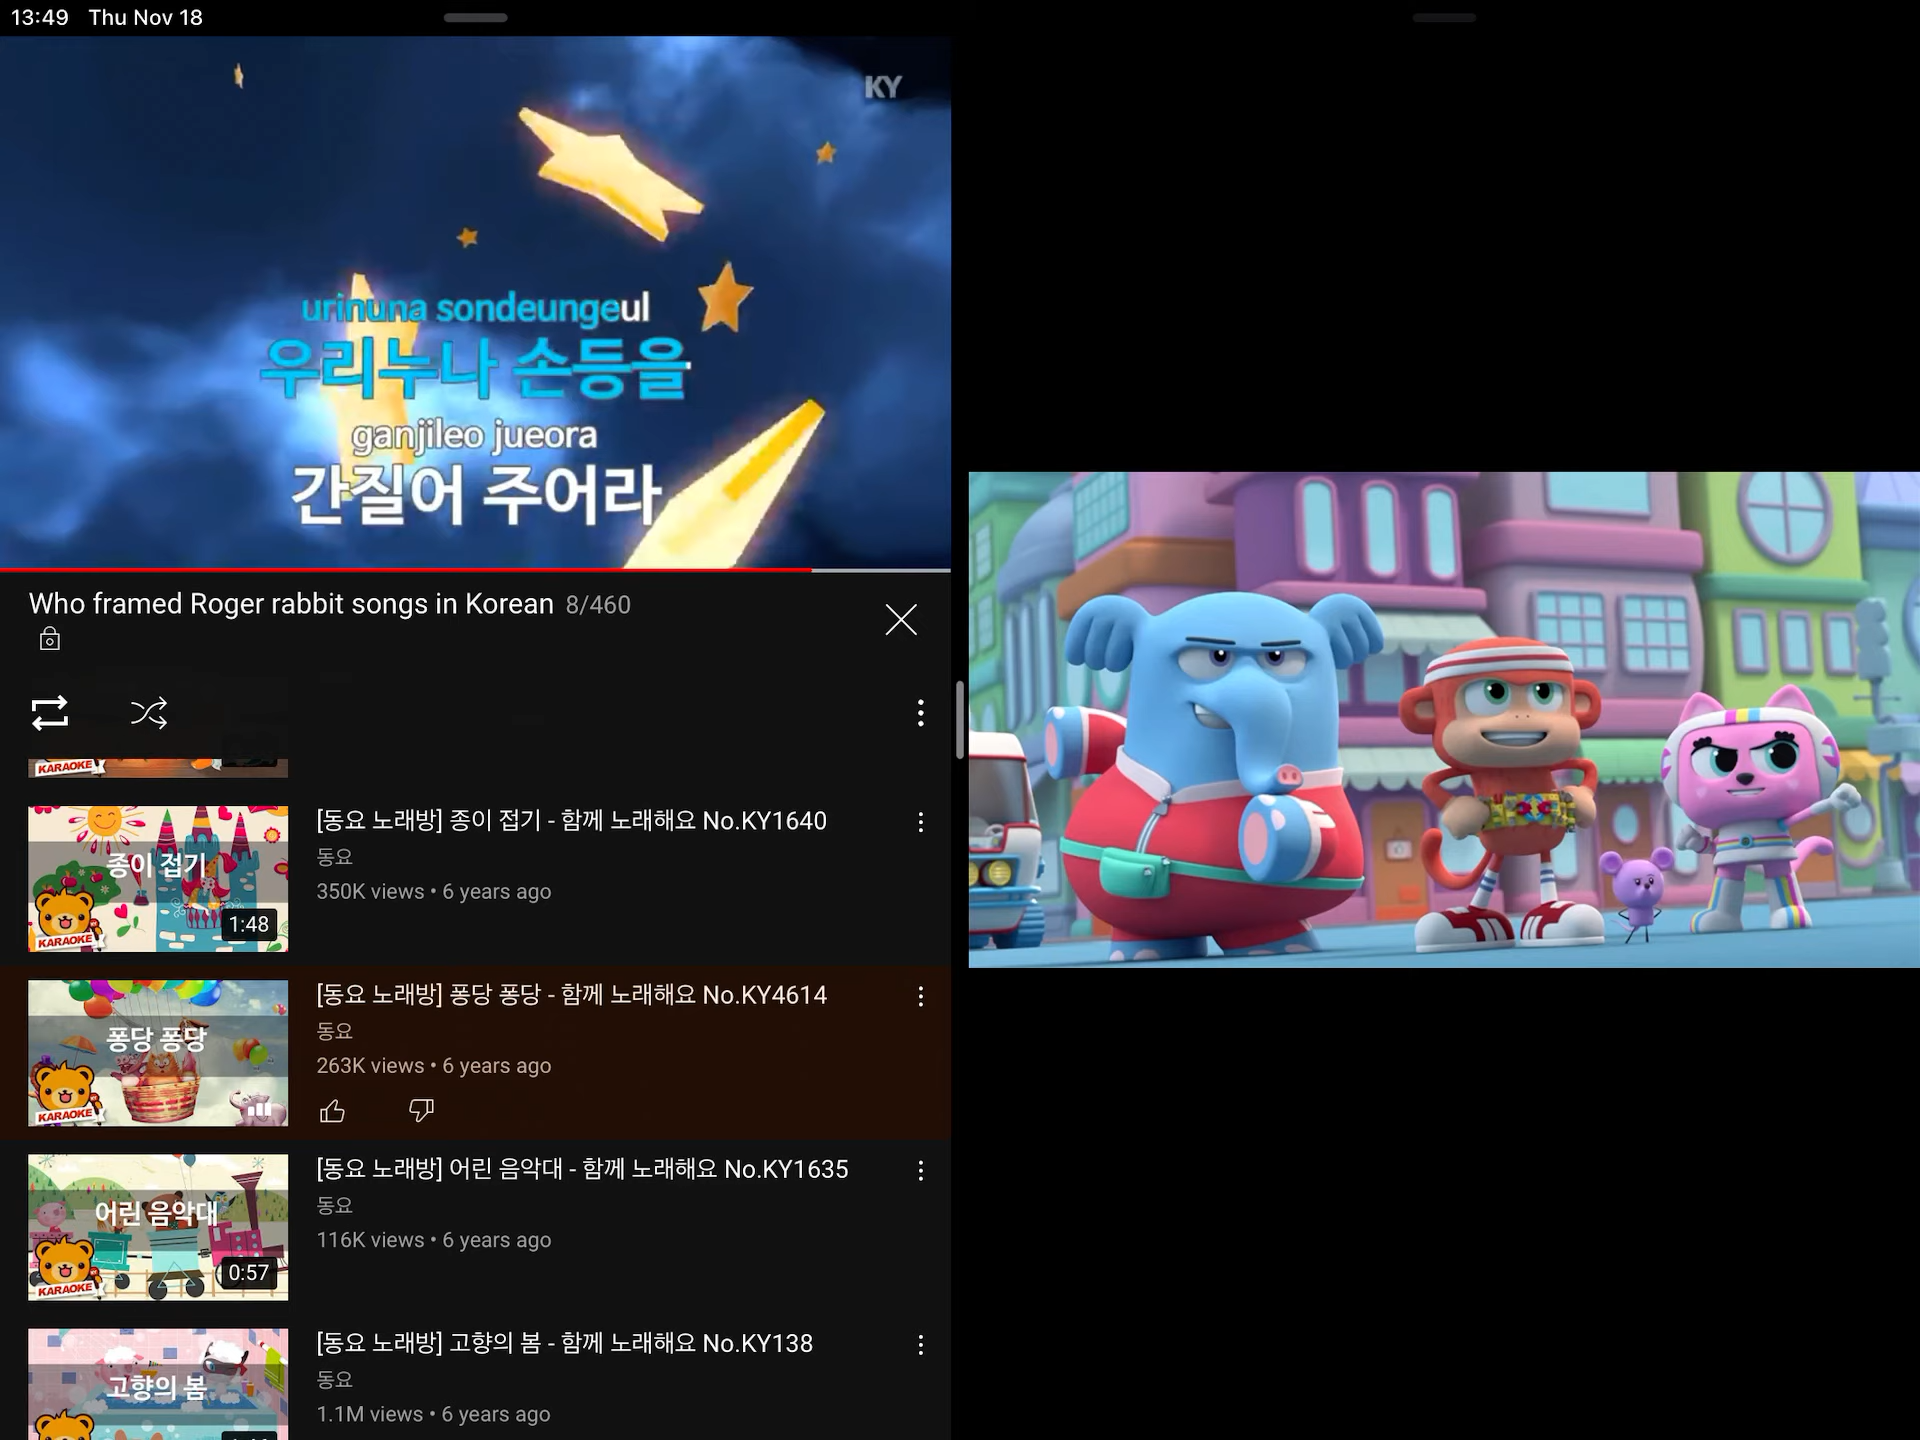 13:49 Thu Nov 18
KY
urinuna sondeungeul
우리누나 손등을
ganjileo jueora
간질어 주어라
Who framed Roger rabbit songs in Korean 8/460
KARAOKE
종이 접기
KARAOKE
1:48
[동요 노래방] 종이 접기 - 함께 노래해요 No.KY1640
동요
350K views • 6 years ago
퐁당 퐁당
KARAOKE
[동요 노래방] 퐁당 퐁당 - 함께 노래해요 No.KY4614
동요
263K views • 6 years ago
어린 음악대
KARAOKE
0:57
[동요 노래방] 어린 음악대 - 함께 노래해요 No.KY1635
동요
116K views • 6 years ago
고향의 봄
[동요 노래방] 고향의 봄 - 함께 노래해요 No.KY138
동요
1.1M views • 6 years ago